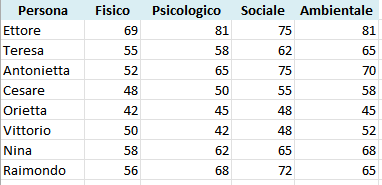 Persona Fisico Psicologico Sociale Ambientale
Ettore 69 81 75 81
Teresa 55 58 62 65
Antonietta 52 65 75 70
Cesare 48 50 55 58
Orietta 42 45 48 45
Vittorio 50 42 48 52
Nina 58 62 65 68
Raimondo 56 68 72 65